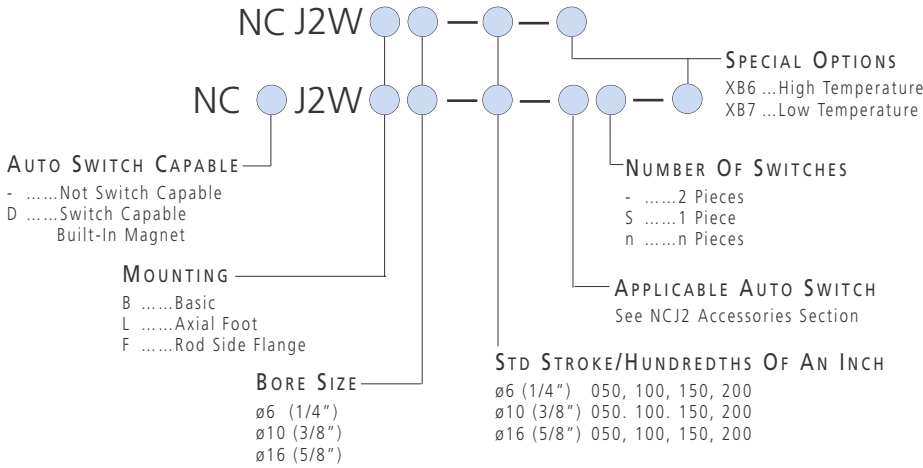 NC J2W — —
SPECIAL OPTIONS
XB6 ...High Temperature
XB7 ...Low Temperature
NC J2W — — —
AUTO SWITCH CAPABLE
- ......Not Switch Capable
D ......Switch Capable
Built-In Magnet
NUMBER OF SWITCHES
- ......2 Pieces
S ......1 Piece
n ......n Pieces
MOUNTING
B ......Basic
L ......Axial Foot
F ......Rod Side Flange
APPLICABLE AUTO SWITCH
See NCJ2 Accessories Section
BORE SIZE
ø6 (1/4")
ø10 (3/8")
ø16 (5/8")
STD STROKE/HUNDREDTHS OF AN INCH
ø6 (1/4") 050, 100, 150, 200
ø10 (3/8") 050. 100. 150, 200
ø16 (5/8") 050, 100, 150, 200